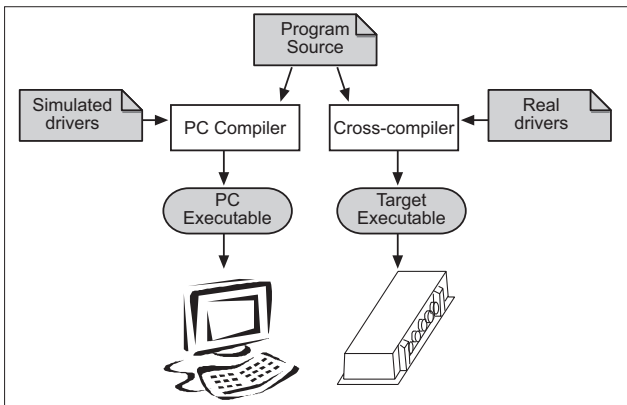 Program
Source
Simulated
drivers
PC Compiler
Cross-compiler
Real
drivers
PC
Executable
Target
Executable